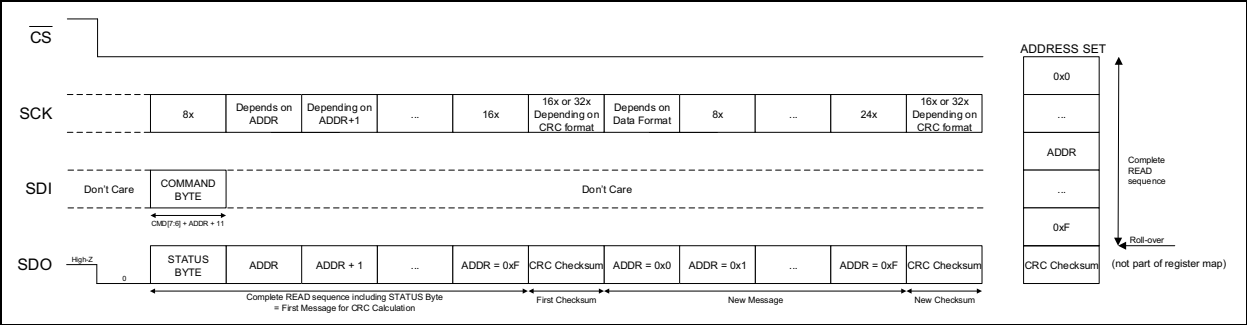 CS
ADDRESS SET
0x0
...
ADDR
...
0xF
CRC Checksum
Complete
READ
sequence
Roll-over
(not part of register map)
SCK
8x
Depends on
ADDR
Depending on
ADDR+1
...
16x
16x or 32x
Depending on
CRC format
Depends on
Data Format
8x
...
24x
16x or 32x
Depending on
CRC format
SDI
Don't Care
COMMAND
BYTE
Don't Care
CMD[7:6] + ADDR + 11
SDO
High-Z
0
STATUS
BYTE
ADDR
ADDR + 1
...
ADDR = 0xF
CRC Checksum
ADDR = 0x0
ADDR = 0x1
...
ADDR = 0xF
CRC Checksum
Complete READ sequence including STATUS Byte
= First Message for CRC Calculation
First Checksum
New Message
New Checksum